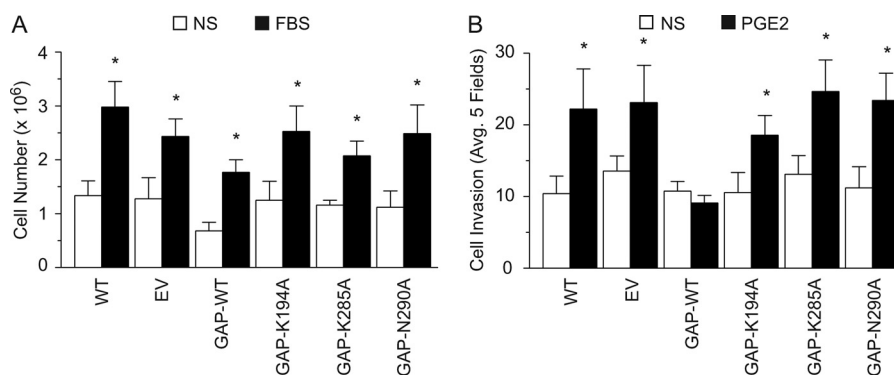 A
NS FBS
Cell Number (x 10⁶)
4
3
2
1
0
* * * * * *
WT
EV
GAP-WT
GAP-K194A
GAP-K285A
GAP-N290A
B
NS PGE2
Cell Invasion (Avg. 5 Fields)
30
20
10
0
* * * * *
WT
EV
GAP-WT
GAP-K194A
GAP-K285A
GAP-N290A